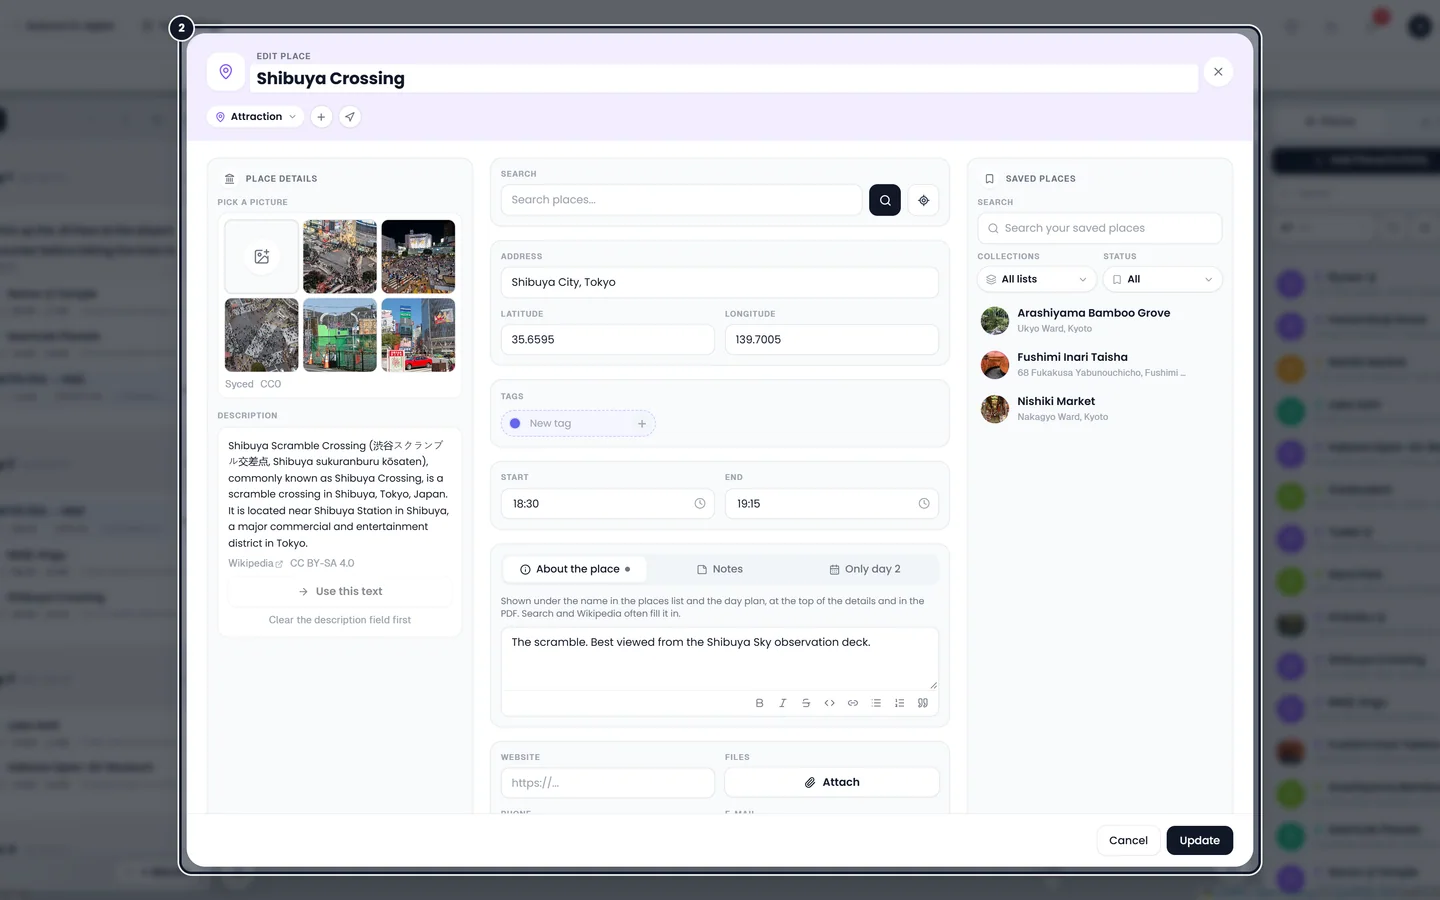 2
EDIT PLACE
Shibuya Crossing
Attraction
PLACE DETAILS
PICK A PICTURE
Syced CC0
DESCRIPTION
Shibuya Scramble Crossing (渋谷スクランブ
ル交差点, Shibuya sukuranburu kōsaten),
commonly known as Shibuya Crossing, is a
scramble crossing in Shibuya, Tokyo, Japan.
It is located near Shibuya Station in Shibuya,
a major commercial and entertainment
district in Tokyo.
Wikipedia CC BY-SA 4.0
Use this text
Clear the description field first
SEARCH
Search places...
ADDRESS
Shibuya City, Tokyo
LATITUDE LONGITUDE
35.6595 139.7005
TAGS
New tag
START END
18:30 19:15
About the place Notes Only day 2
Shown under the name in the places list and the day plan, at the top of the details and in the
PDF. Search and Wikipedia often fill it in.
The scramble. Best viewed from the Shibuya Sky observation deck.
WEBSITE FILES
https://... Attach
PHONE E-MAIL
SAVED PLACES
SEARCH
Search your saved places
COLLECTIONS STATUS
All lists All
Arashiyama Bamboo Grove
Ukyo Ward, Kyoto
Fushimi Inari Taisha
68 Fukakusa Yabunouchicho, Fushimi ...
Nishiki Market
Nakagyo Ward, Kyoto
Cancel Update